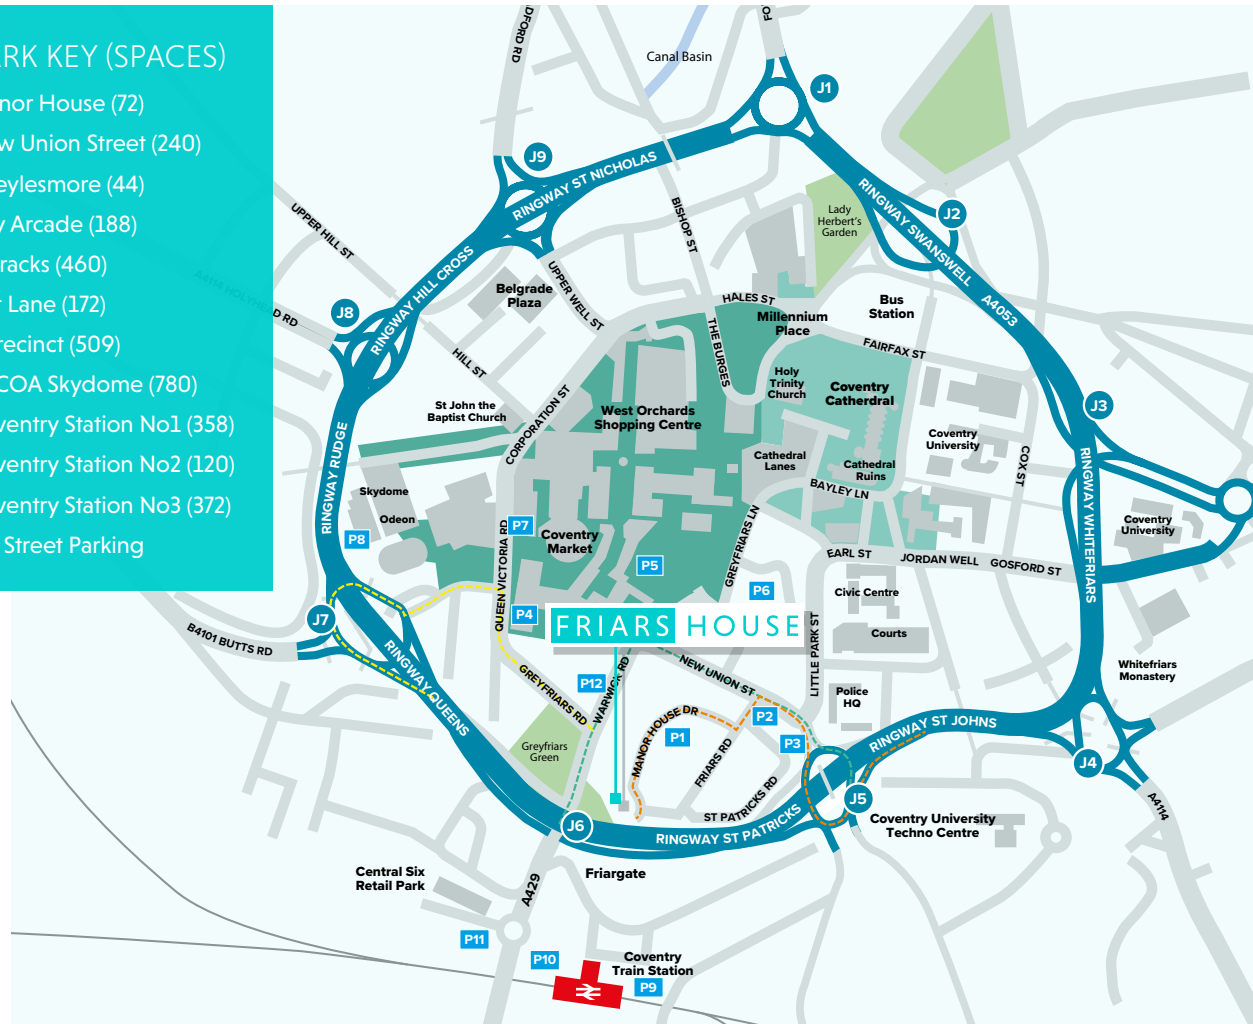 ARK KEY (SPACES)
nor House (72)
w Union Street (240)
eylesmore (44)
y Arcade (188)
racks (460)
t Lane (172)
recinct (509)
COA Skydome (780)
ventry Station No1 (358)
ventry Station No2 (120)
ventry Station No3 (372)
Street Parking
DFORD RD
FO
Canal Basin
J1
J9
RINGWAY ST NICHOLAS
RINGWAY SWANSWELL
A4053
J2
Lady
Herbert's
Garden
BISHOP ST
UPPER HILL ST
A4114 HOLYHEAD RD
RINGWAY HILL CROSS
J8
Belgrade
Plaza
UPPER WELL ST
HALES ST
Millennium
Place
Bus
Station
FAIRFAX ST
THE BURGES
HILL ST
Holy
Trinity
Church
Coventry
Catherdral
J3
St John the
Baptist Church
CORPORATION ST
West Orchards
Shopping Centre
RINGWAY RUDGE
Cathedral
Lanes
Cathedral
Ruins
Coventry
University
COX ST
RINGWAY WHITEFRIARS
BAYLEY LN
Skydome
Odeon
P8
P7
QUEEN VICTORIA RD
Coventry
Market
P5
GREYFRIARS LN
EARL ST
JORDAN WELL
GOSFORD ST
Coventry
University
P6
Civic Centre
P4
FRIARS HOUSE
LITTLE PARK ST
Courts
J7
B4101 BUTTS RD
RINGWAY QUEENS
GREYFRIARS RD
P12
WARWICK RD
NEW UNION ST
Police
HQ
Whitefriars
Monastery
MANOR HOUSE DR
P1
P2
P3
FRIARS RD
RINGWAY ST JOHNS
Greyfriars
Green
J4
A4114
ST PATRICKS RD
J5
J6
RINGWAY ST PATRICKS
Coventry University
Techno Centre
Central Six
Retail Park
A429
Friargate
P11
P10
Coventry
Train Station
P9